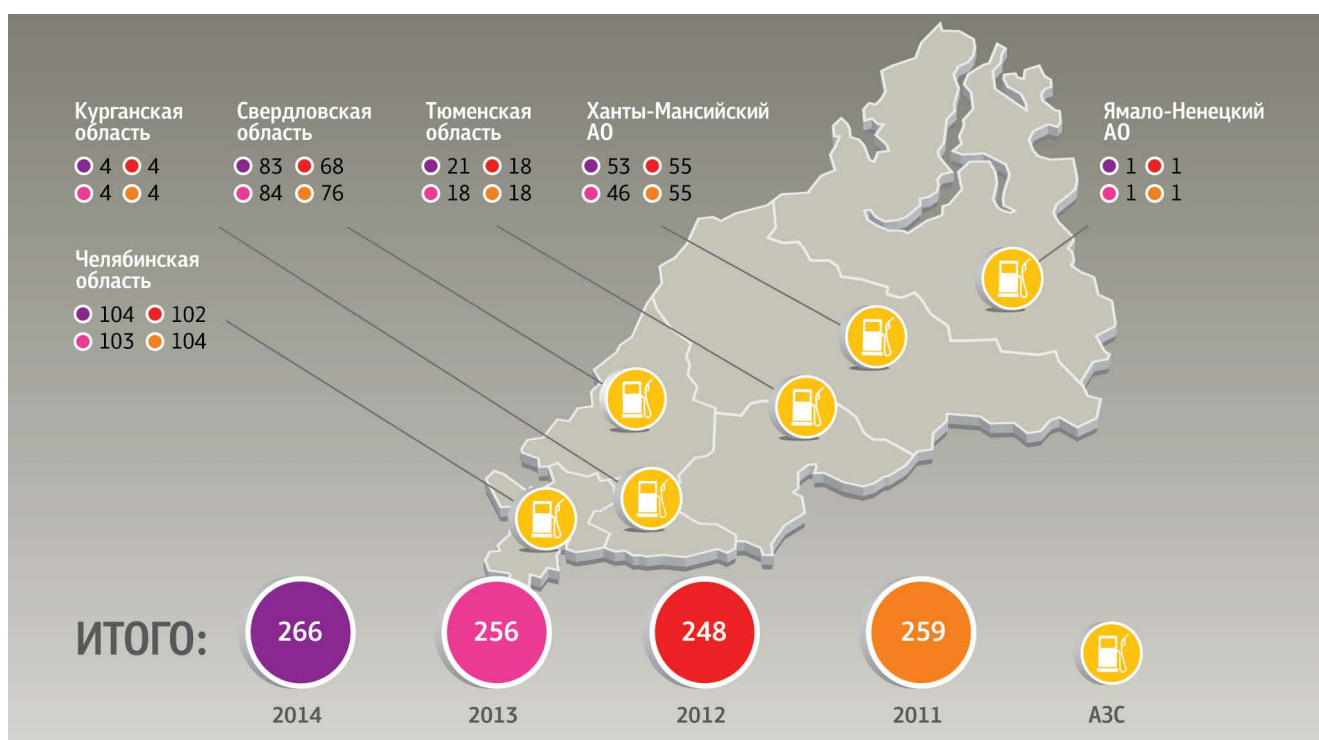 Курганская
область
4 4
4 4
Свердловская
область
83 68
84 76
Тюменская
область
21 18
18 18
Ханты-Мансийский
АО
53 55
46 55
Ямало-Ненецкий
АО
1 1
1 1
Челябинская
область
104 102
103 104
ИТОГО:
266 256 248 259
2014 2013 2012 2011 АЗС